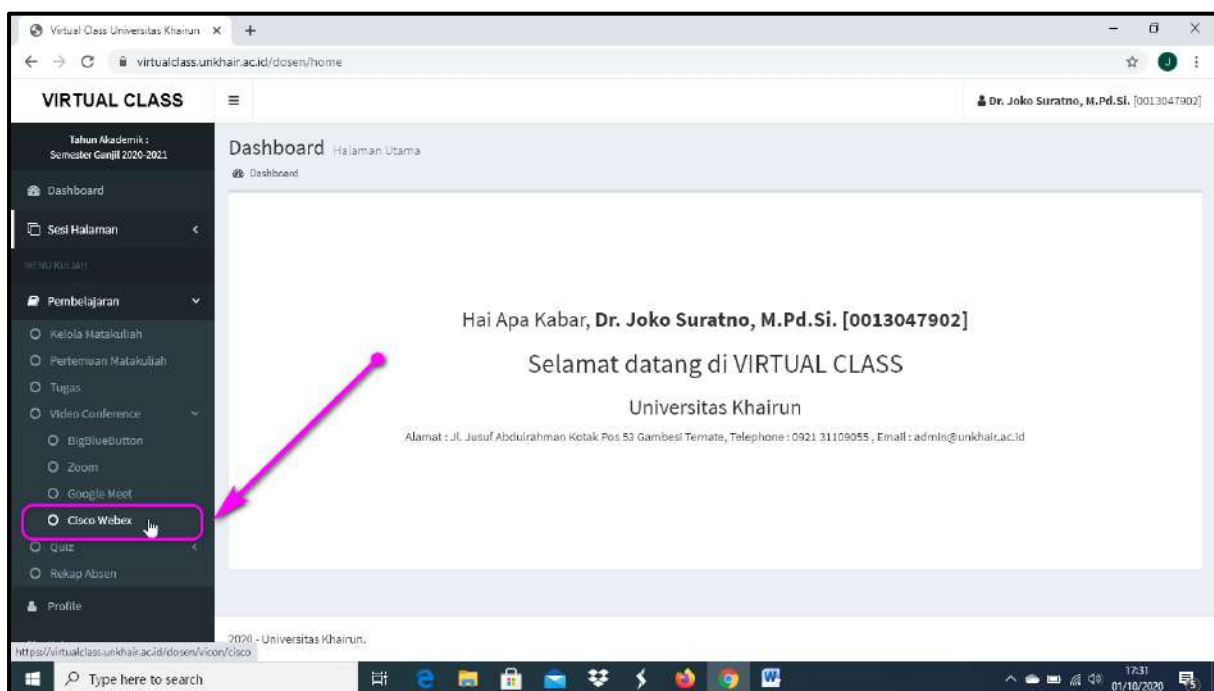 Virtual Class Universitas Khairun
virtualclass.unkhair.ac.id/dosen/home
J
VIRTUAL CLASS
Dr. Joko Suratno, M.Pd.Si. [0013047902]
Tahun Akademik :
Semester Ganjil 2020-2021
Dashboard Halaman Utama
Dashboard
Dashboard
Sesi Halaman
MENU KULIAH
Pembelajaran
Kelola Matakuliah
Pertemuan Matakuliah
Tugas
Video Conference
BigBlueButton
Zoom
Google Meet
Cisco Webex
Quiz
Rekap Absen
Profile
Hai Apa Kabar, Dr. Joko Suratno, M.Pd.Si. [0013047902]
Selamat datang di VIRTUAL CLASS
Universitas Khairun
Alamat : Jl. Jusuf Abdulrahman Kotak Pos 53 Gambesi Ternate, Telephone : 0921 31109055 , Email : admin@unkhair.ac.id
2020 - Universitas Khairun.
https://virtualclass.unkhair.ac.id/dosen/vicon/cisco
Type here to search
17:31
01/10/2020